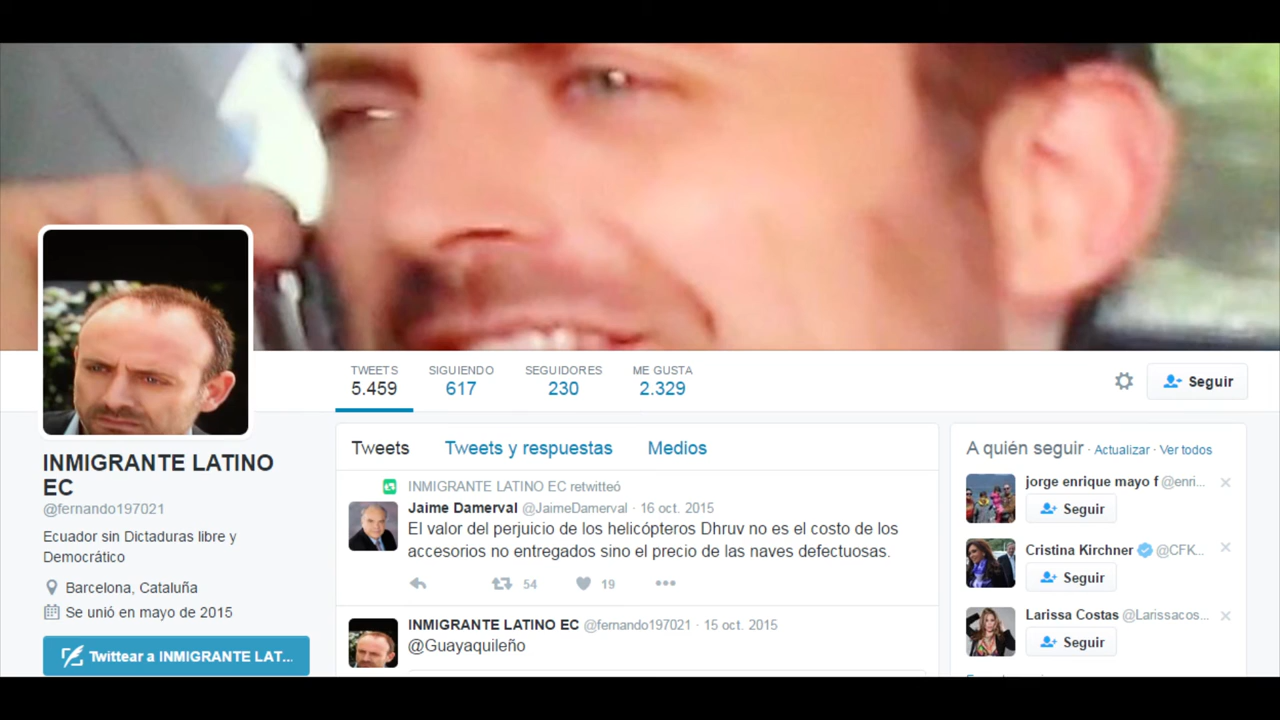 TWEETS
5.459
SIGUIENDO
617
SEGUIDORES
230
ME GUSTA
2.329
Seguir
INMIGRANTE LATINO
EC
@fernando197021
Ecuador sin Dictaduras libre y
Democrático
Barcelona, Cataluña
Se unió en mayo de 2015
Twittear a INMIGRANTE LAT...
Tweets
Tweets y respuestas
Medios
INMIGRANTE LATINO EC retwitteó
Jaime Damerval @JaimeDamerval · 16 oct. 2015
El valor del perjuicio de los helicópteros Dhruv no es el costo de los
accesorios no entregados sino el precio de las naves defectuosas.
54
19
INMIGRANTE LATINO EC @fernando197021 · 15 oct. 2015
@Guayaquileño
A quién seguir · Actualizar · Ver todos
jorge enrique mayo f @enri...
Seguir
Cristina Kirchner @CFK...
Seguir
Larissa Costas @Larissacos...
Seguir